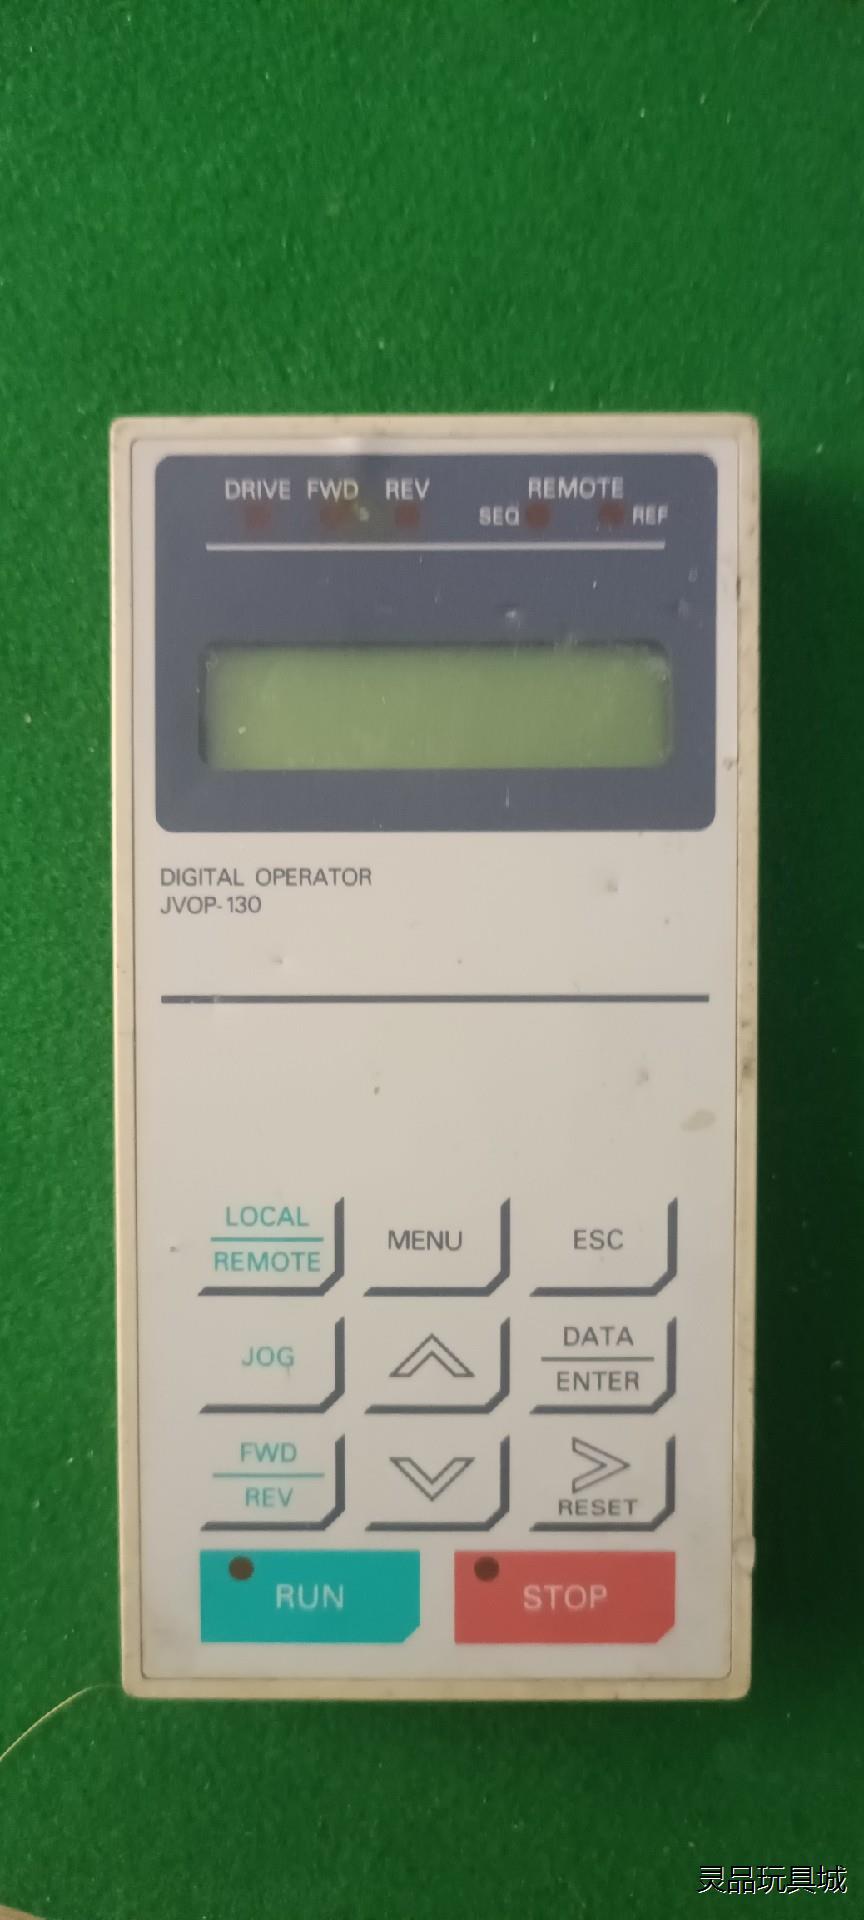 DRIVE FWD REV REMOTE
SEQ REF
DIGITAL OPERATOR
JVOP-130
LOCAL
REMOTE
MENU
ESC
JOG
DATA
ENTER
FWD
REV
RESET
RUN
STOP
灵品玩具城